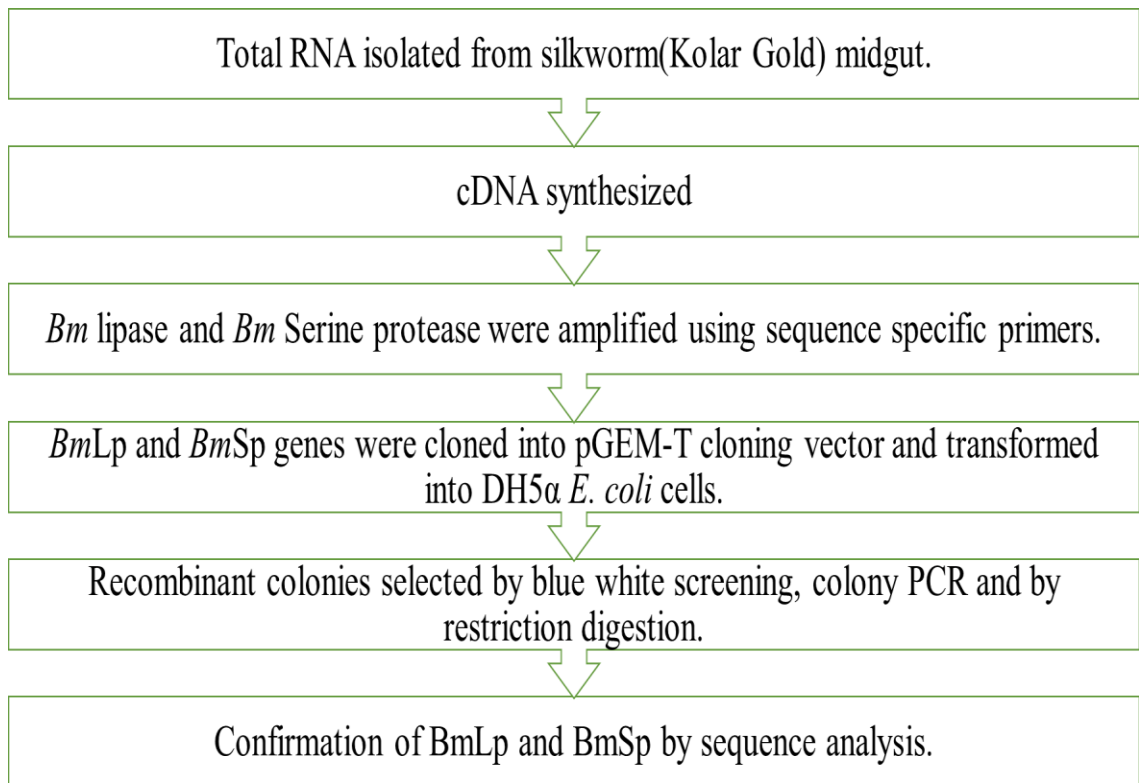 Total RNA isolated from silkworm(Kolar Gold) midgut.
cDNA synthesized
Bm lipase and Bm Serine protease were amplified using sequence specific primers.
BmLp and BmSp genes were cloned into pGEM-T cloning vector and transformed
into DH5α E. coli cells.
Recombinant colonies selected by blue white screening, colony PCR and by
restriction digestion.
Confirmation of BmLp and BmSp by sequence analysis.